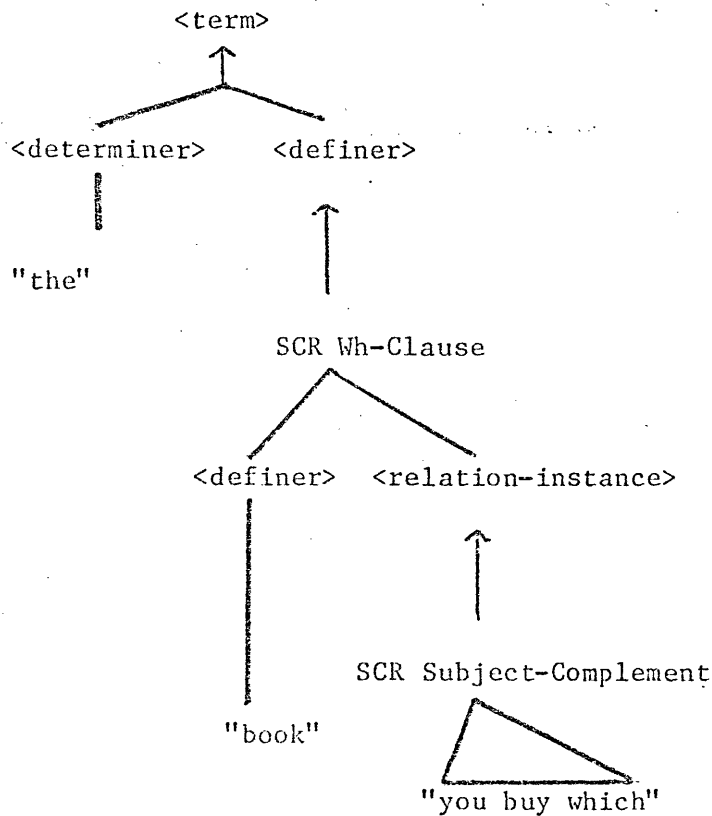 <term>
<determiner> <definer>
"the"
SCR Wh-Clause
<definer> <relation-instance>
SCR Subject-Complement
"book"
"you buy which"